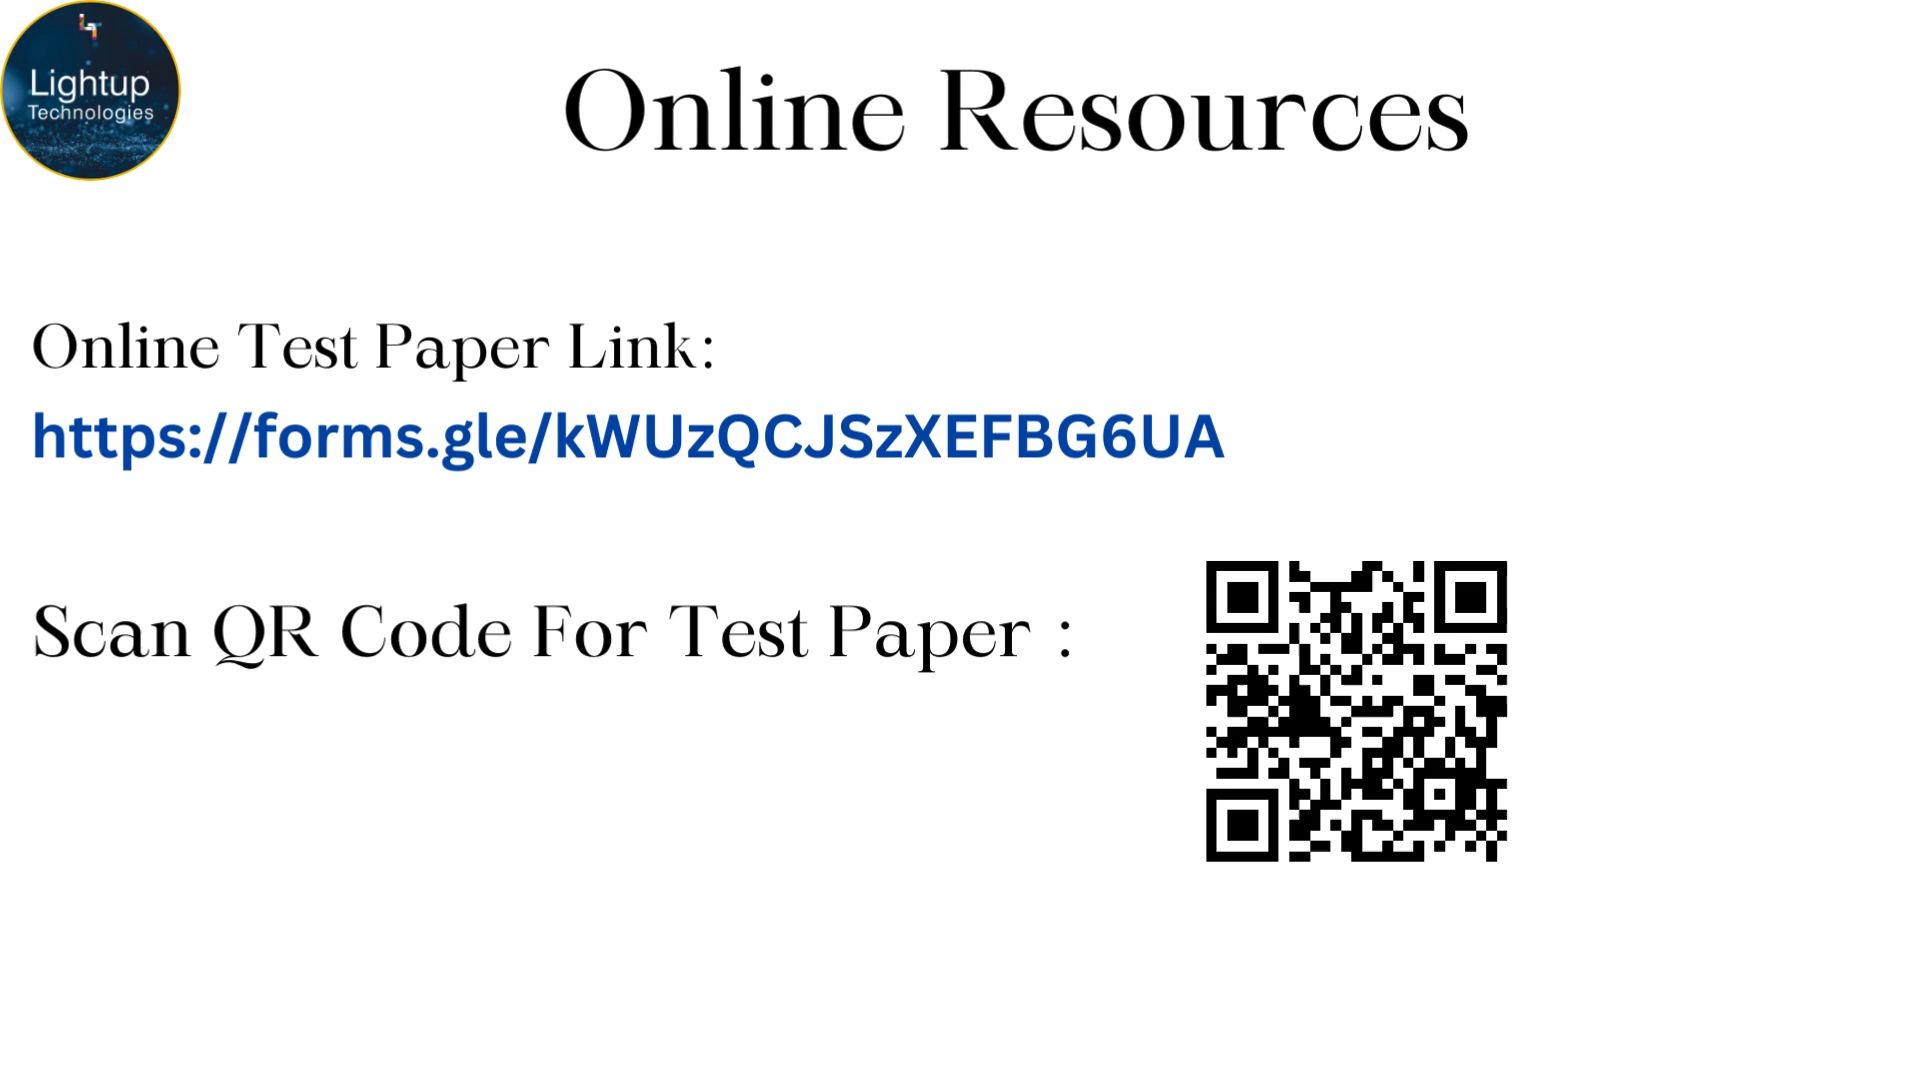 Lightup
Technologies
Online Resources
Online Test Paper Link:
https://forms.gle/kWUzQCJSzXEFBG6UA
Scan QR Code For Test Paper :